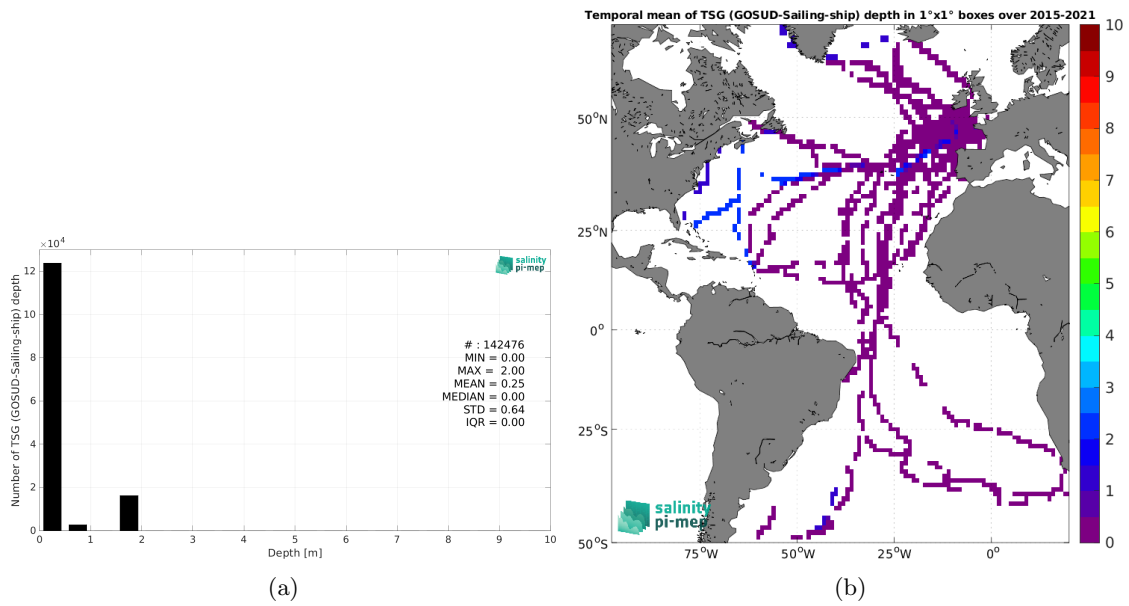 ×10⁴
12
10
8
6
4
2
0
Number of TSG (GOSUD-Sailing-ship) depth
0 1 2 3 4 5 6 7 8 9 10
Depth [m]
salinity
pi-mep
# : 142476
MIN = 0.00
MAX = 2.00
MEAN = 0.25
MEDIAN = 0.00
STD = 0.64
IQR = 0.00
(a)
Temporal mean of TSG (GOSUD-Sailing-ship) depth in 1°x1° boxes over 2015-2021
50°N
25°N
0°
25°S
50°S
75°W 50°W 25°W 0°
salinity
pi-mep
10
9
8
7
6
5
4
3
2
1
0
(b)